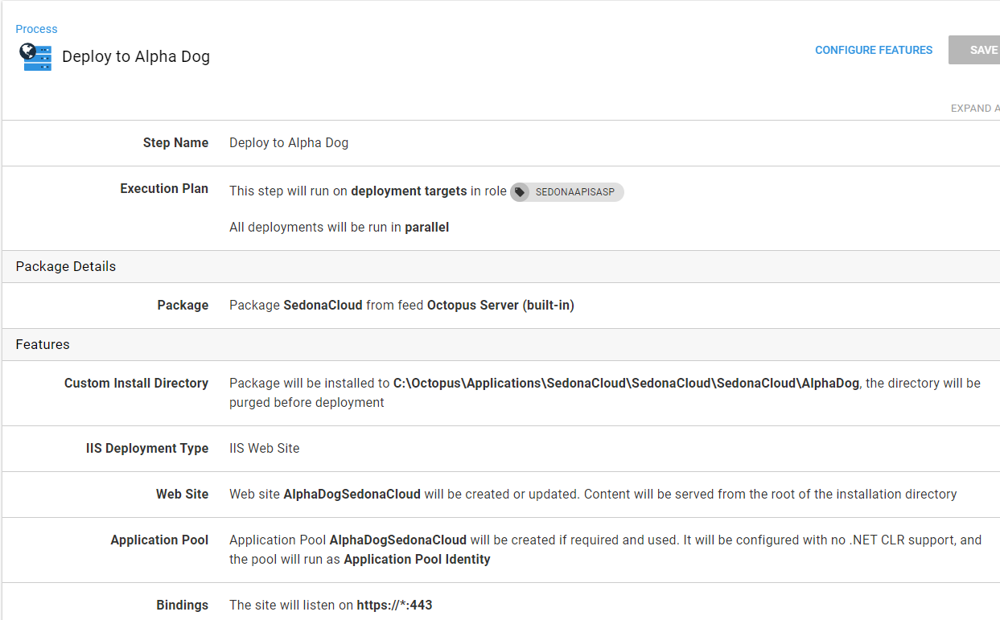 Process
Deploy to Alpha Dog
CONFIGURE FEATURES
SAVE
EXPAND A
Step Name
Deploy to Alpha Dog
Execution Plan
This step will run on deployment targets in role SEDONAAPISASP
All deployments will be run in parallel
Package Details
Package
Package SedonaCloud from feed Octopus Server (built-in)
Features
Custom Install Directory
Package will be installed to C:\Octopus\Applications\SedonaCloud\SedonaCloud\SedonaCloud\AlphaDog, the directory will be
purged before deployment
IIS Deployment Type
IIS Web Site
Web Site
Web site AlphaDogSedonaCloud will be created or updated. Content will be served from the root of the installation directory
Application Pool
Application Pool AlphaDogSedonaCloud will be created if required and used. It will be configured with no .NET CLR support, and
the pool will run as Application Pool Identity
Bindings
The site will listen on https://*:443